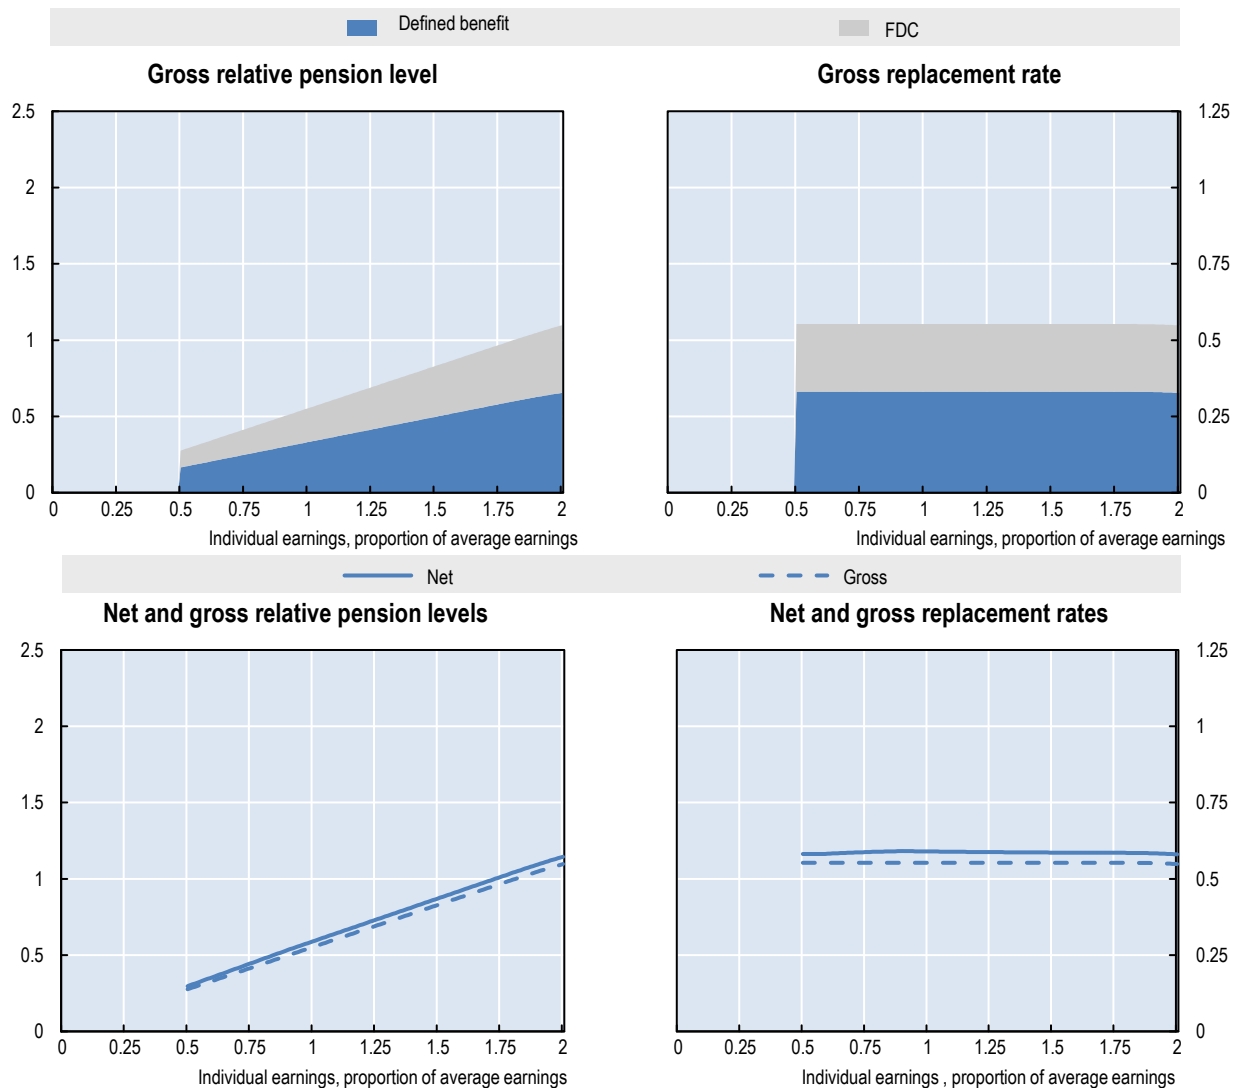 Defined benefit FDC
Gross relative pension level Gross replacement rate
2.5 1.25
2 1
1.5 0.75
1 0.5
0.5 0.25
0 0
0 0.25 0.5 0.75 1 1.25 1.5 1.75 2 0 0.25 0.5 0.75 1 1.25 1.5 1.75 2
Individual earnings, proportion of average earnings Individual earnings, proportion of average earnings
Net Gross
Net and gross relative pension levels Net and gross replacement rates
2.5 1.25
2 1
1.5 0.75
1 0.5
0.5 0.25
0 0
0 0.25 0.5 0.75 1 1.25 1.5 1.75 2 0 0.25 0.5 0.75 1 1.25 1.5 1.75 2
Individual earnings, proportion of average earnings Individual earnings , proportion of average earnings